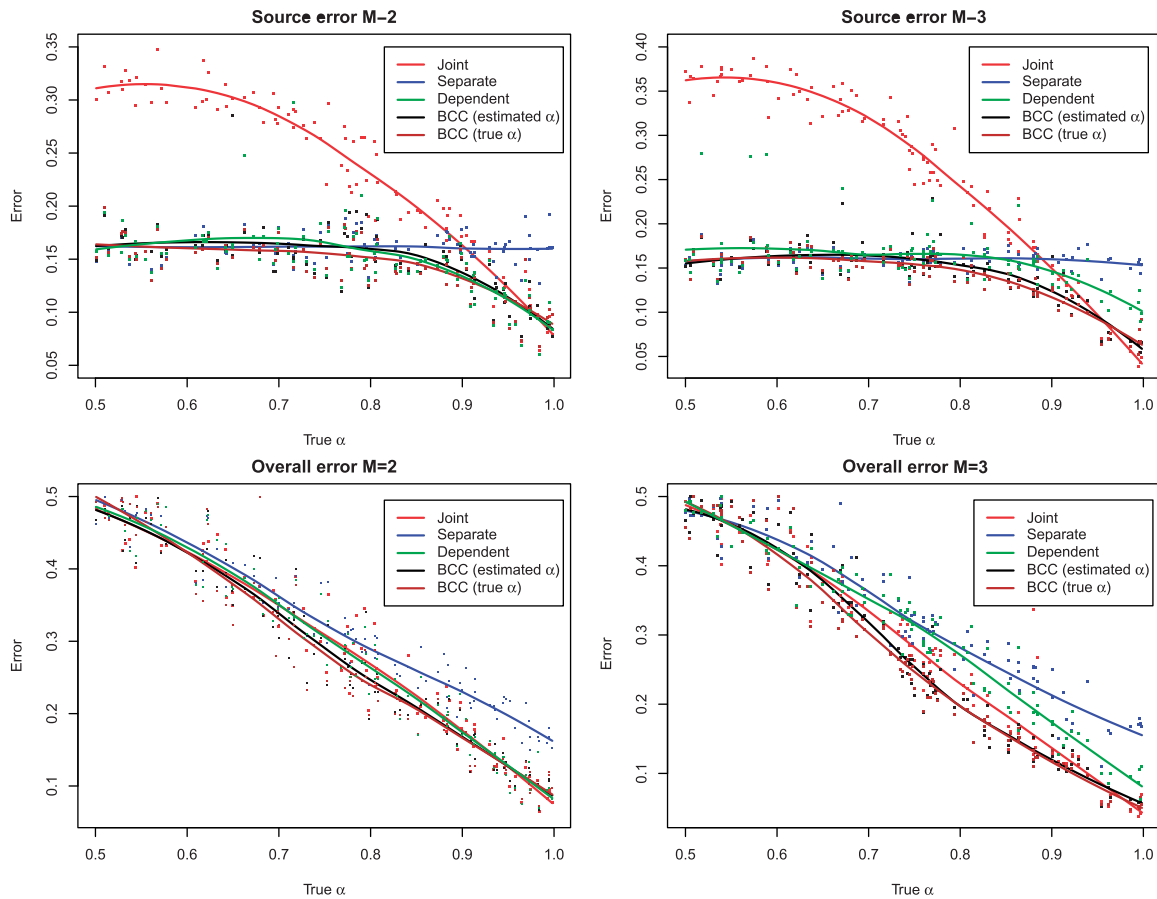 Source error M−2
Error
0.35
0.30
0.25
0.20
0.15
0.10
0.05
Joint
Separate
Dependent
BCC (estimated α)
BCC (true α)
0.5 0.6 0.7 0.8 0.9 1.0
True α
Source error M−3
Error
0.40
0.35
0.30
0.25
0.20
0.15
0.10
0.05
Joint
Separate
Dependent
BCC (estimated α)
BCC (true α)
0.5 0.6 0.7 0.8 0.9 1.0
True α
Overall error M=2
Error
0.5
0.4
0.3
0.2
0.1
Joint
Separate
Dependent
BCC (estimated α)
BCC (true α)
0.5 0.6 0.7 0.8 0.9 1.0
True α
Overall error M=3
Error
0.5
0.4
0.3
0.2
0.1
Joint
Separate
Dependent
BCC (estimated α)
BCC (true α)
0.5 0.6 0.7 0.8 0.9 1.0
True α